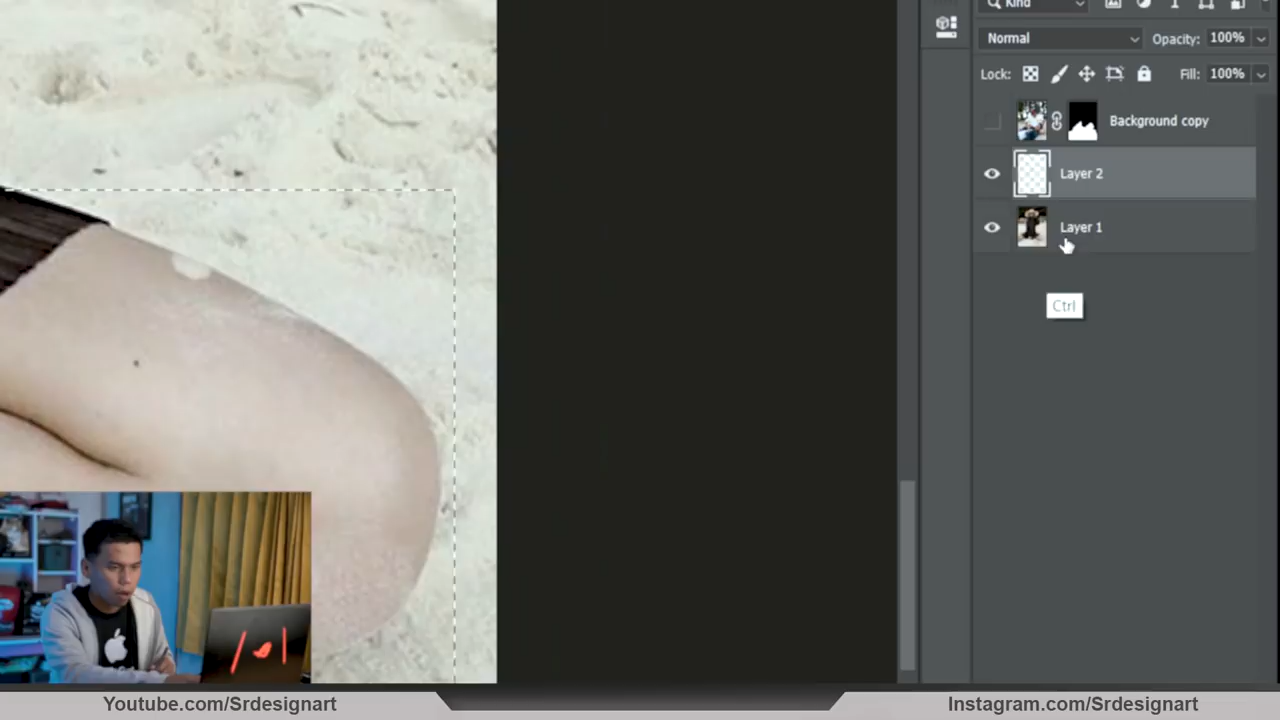 Kind
Normal
Opacity: 100%
Lock:
Fill: 100%
Background copy
Layer 2
Layer 1
Ctrl
Youtube.com/Srdesignart
Instagram.com/Srdesignart